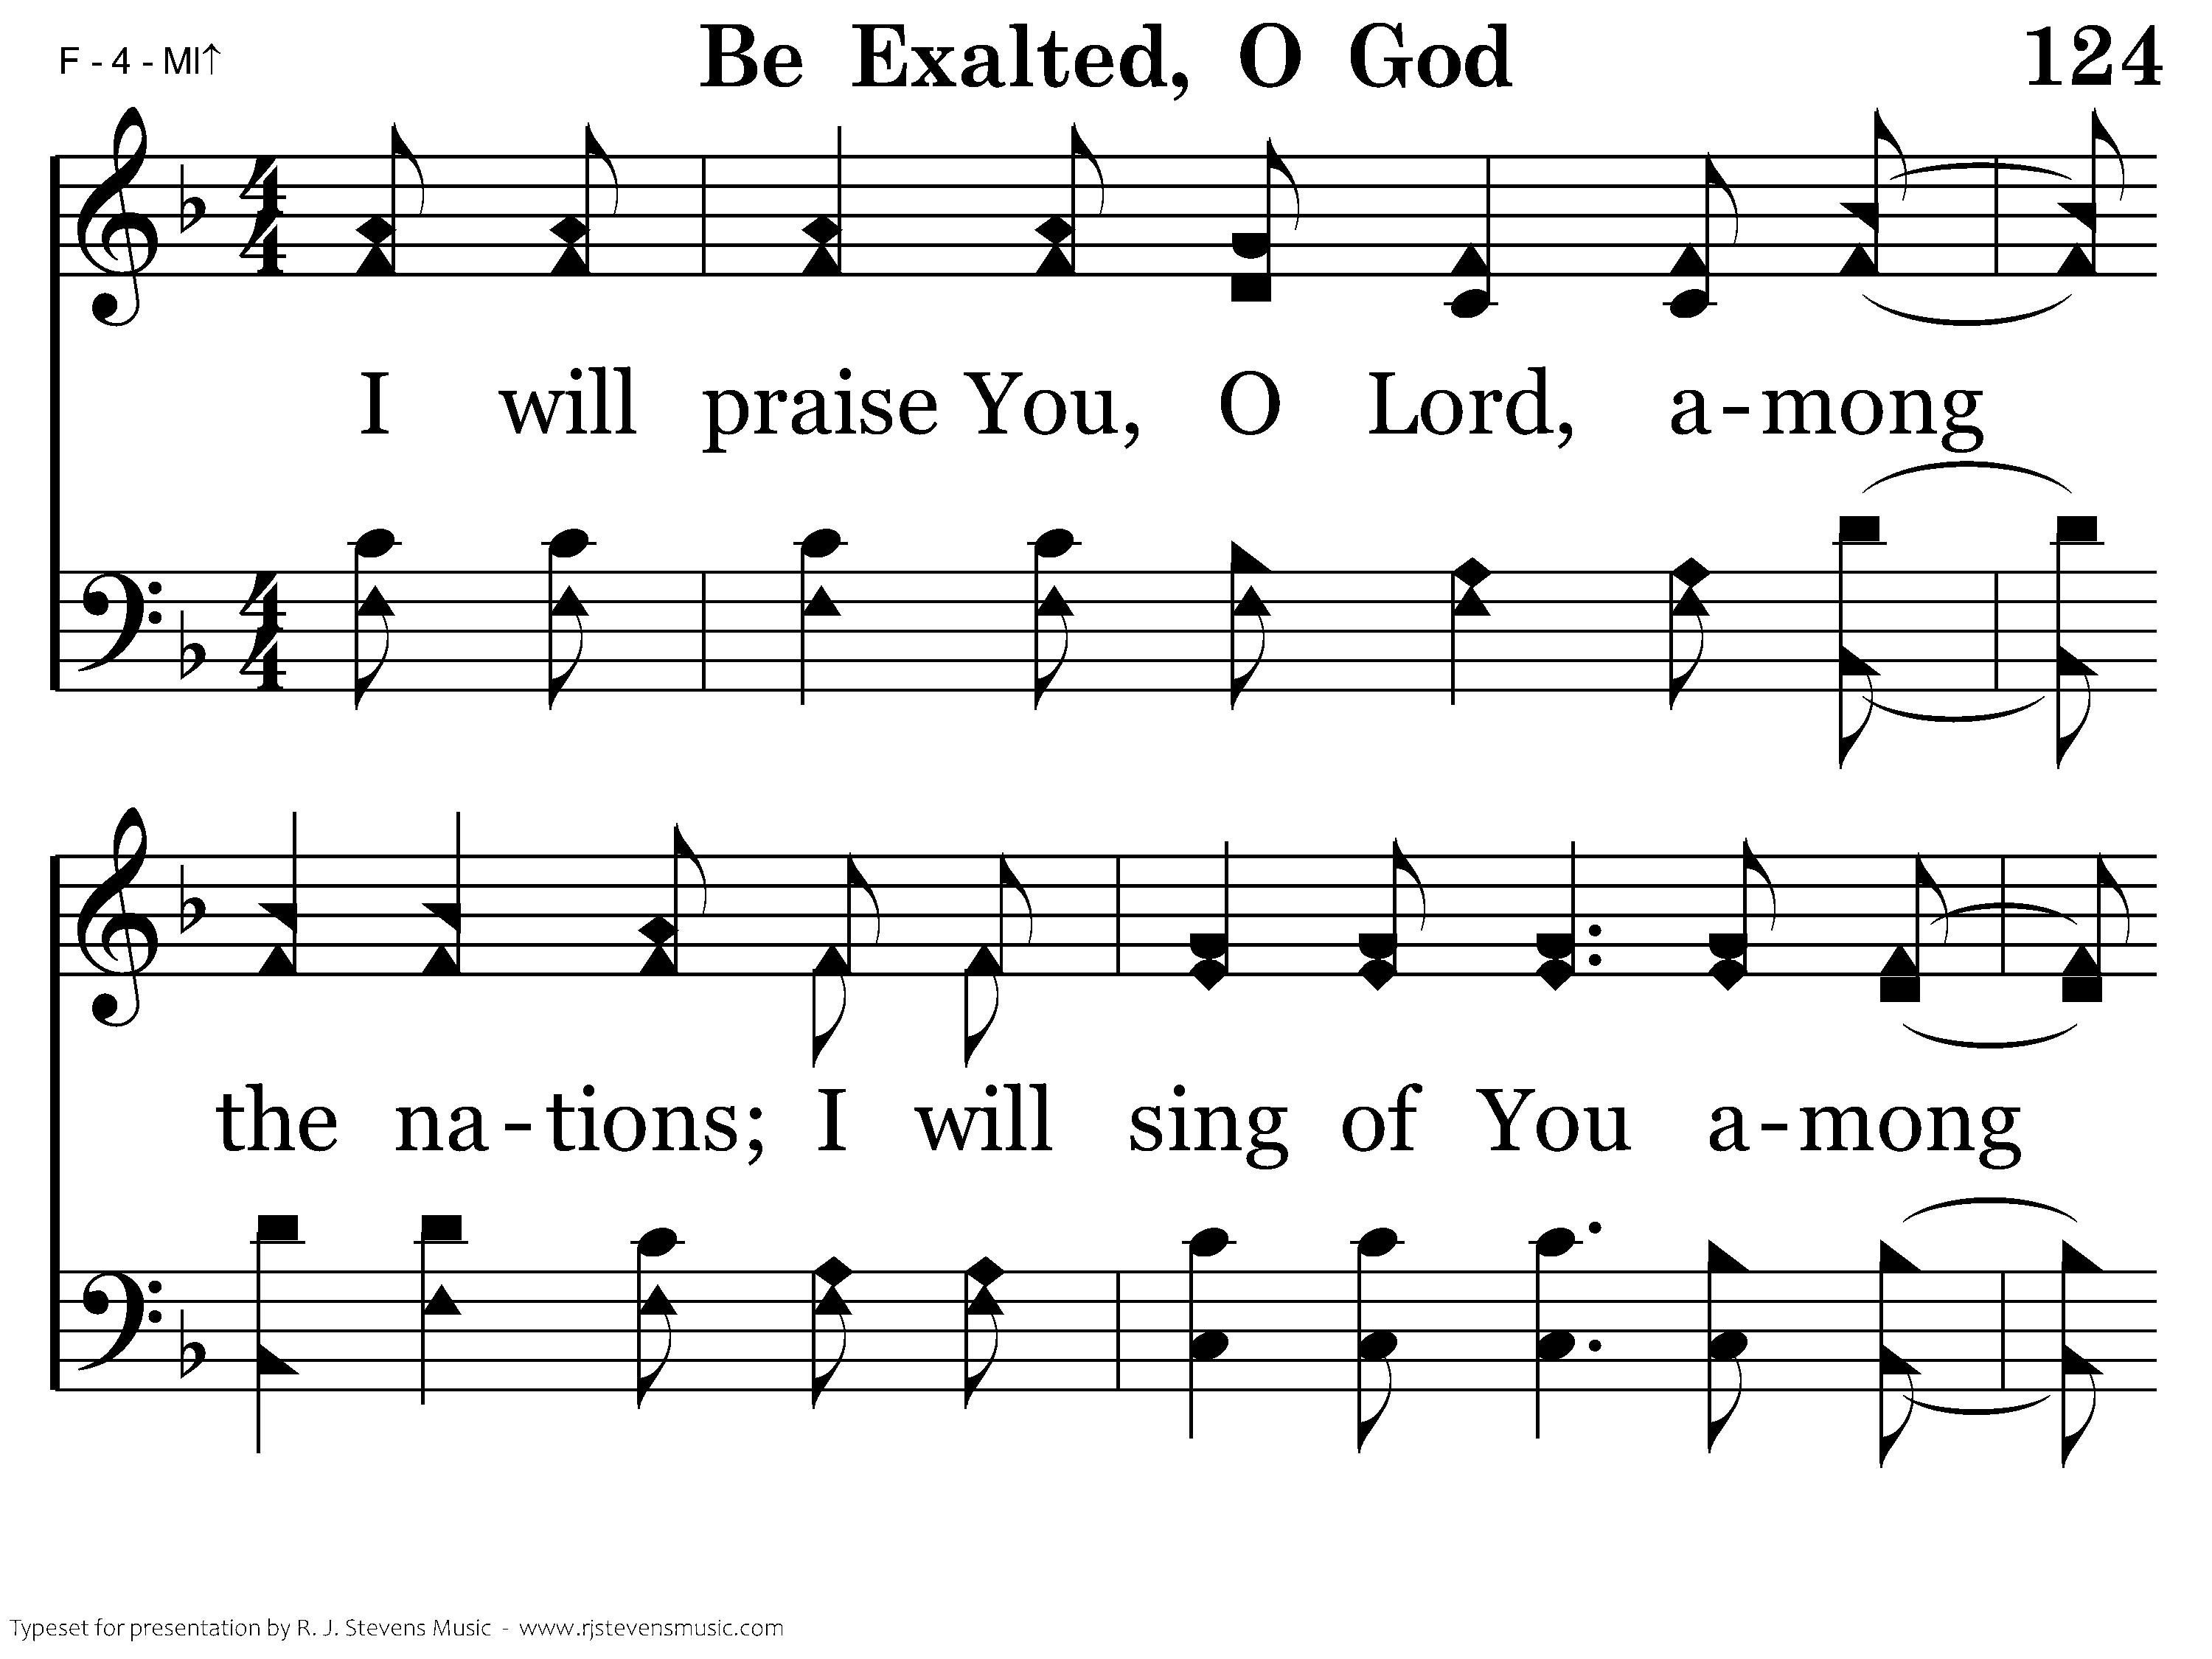 F - 4 - MI↑ Be Exalted, O God 124
I will praise You, O Lord, a-mong
the na-tions; I will sing of You a-mong
Typeset for presentation by R. J. Stevens Music - www.rjstevensmusic.com